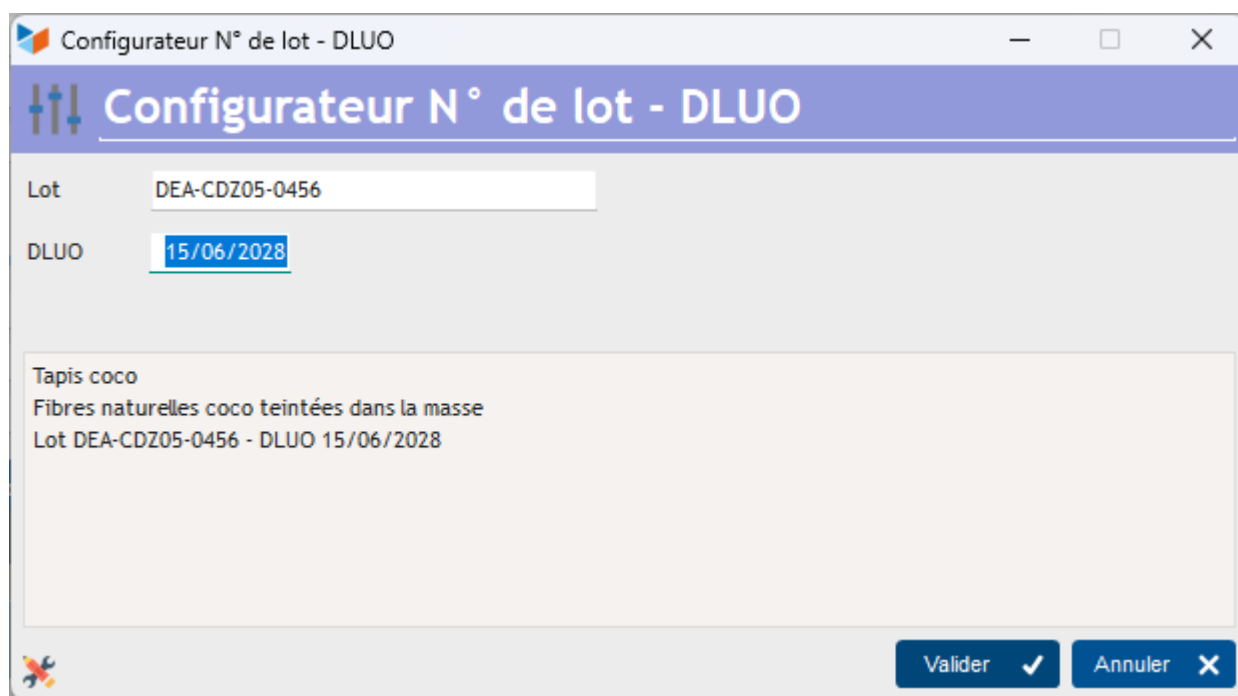 Configurateur N° de lot - DLUO
Configurateur N° de lot - DLUO
Lot DEA-CDZ05-0456
DLUO 15/06/2028
Tapis coco
Fibres naturelles coco teintées dans la masse
Lot DEA-CDZ05-0456 - DLUO 15/06/2028
Valider Annuler